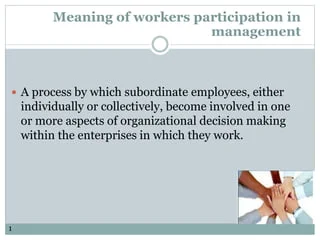 Meaning of workers participation in
management
A process by which subordinate employees, either
individually or collectively, become involved in one
or more aspects of organizational decision making
within the enterprises in which they work.
1